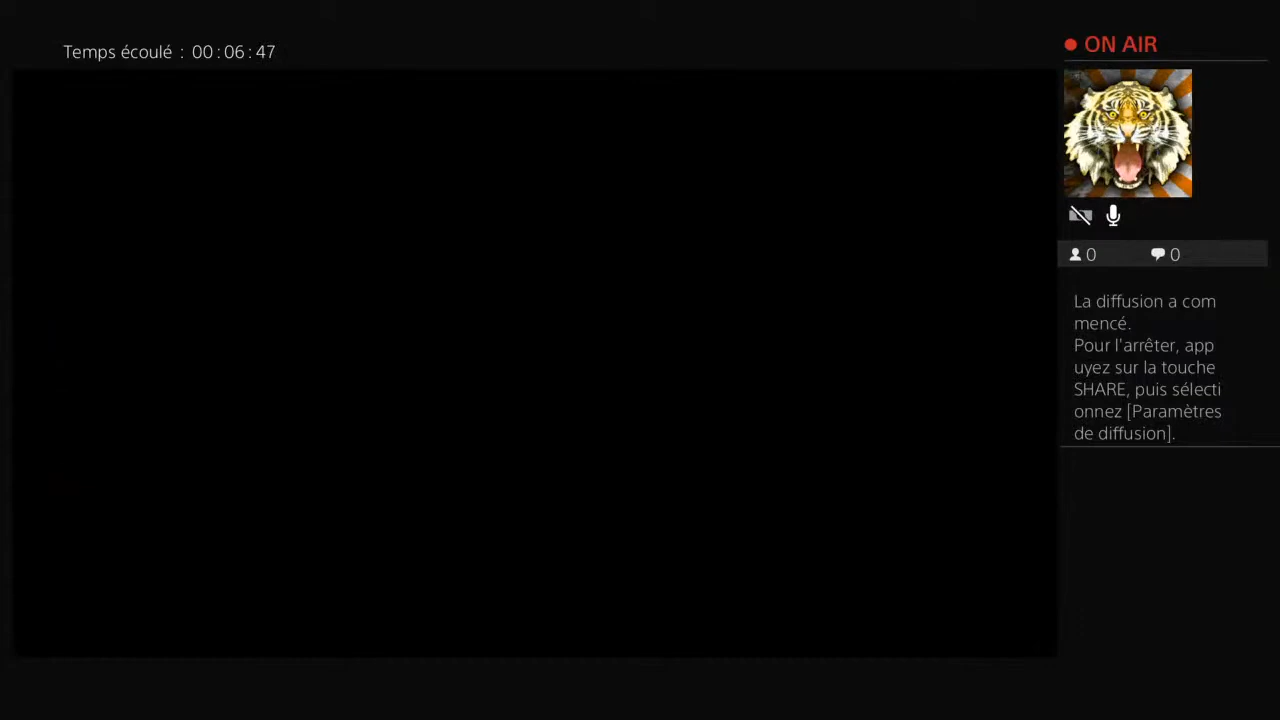 Temps écoulé : 00:06:47
ON AIR
0
0
La diffusion a com
mencé.
Pour l'arrêter, app
uyez sur la touche
SHARE, puis sélecti
onnez [Paramètres
de diffusion].